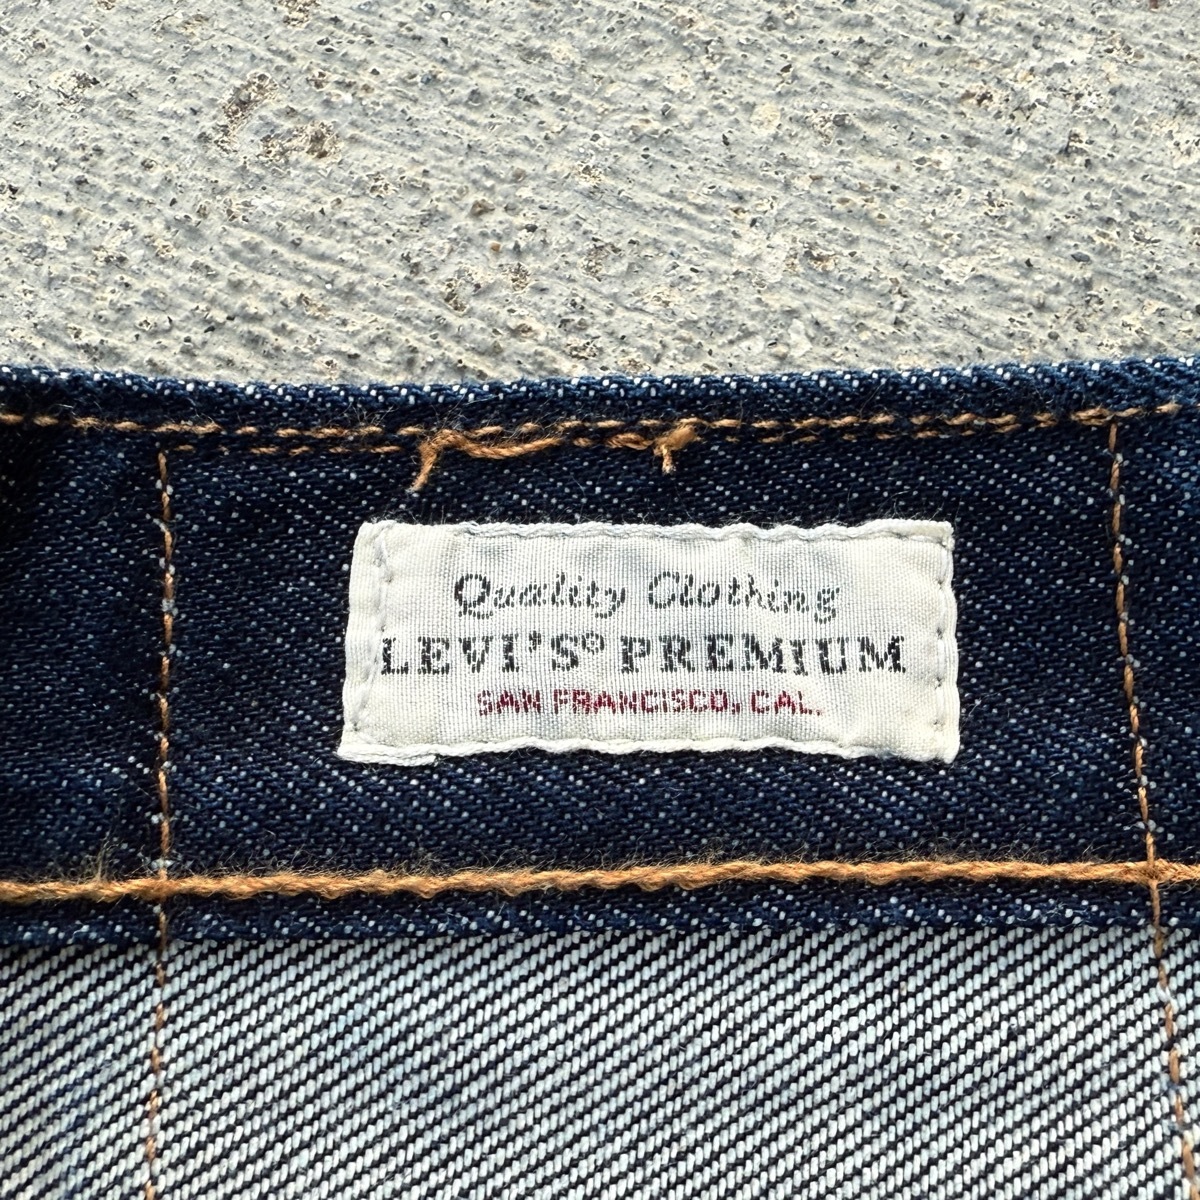 Quality Clothing
LEVI'S® PREMIUM
SAN FRANCISCO, CAL.